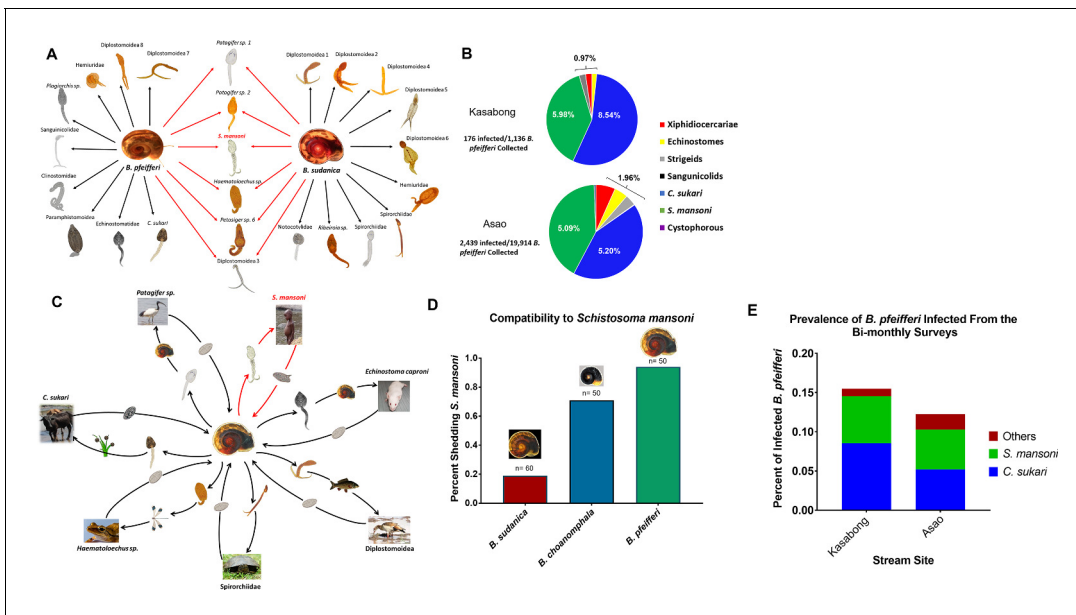 A
Diplostomoidea 8
Diplostomoidea 7
Hemiuridae
Plagiorchis sp.
Sanguinicolidae
Clinostomidae
Paramphistomoidea
Echinostomatidae
C. sukari
B. pfeifferi
Patagifer sp. 1
Patagifer sp. 2
S. mansoni
Haematoloechus sp.
Petasiger sp. 6
Diplostomoidea 3
B. sudanica
Diplostomoidea 1
Diplostomoidea 2
Diplostomoidea 4
Diplostomoidea 5
Diplostomoidea 6
Hemiuridae
Spirorchiidae
Spirorchiidae
Ribeiroia sp.
Notocotylidae
B
0.97%
Kasabong
176 infected/1,136 B.
pfeifferi Collected
5.98%
8.54%
1.96%
Asao
2,439 infected/19,914 B.
pfeifferi Collected
5.09%
5.20%
Xiphidiocercariae
Echinostomes
Strigeids
Sangunicolids
C. sukari
S. mansoni
Cystophorous
C
Patagifer sp.
S. mansoni
Echinostoma caproni
C. sukari
Haematoloechus sp.
Spirorchiidae
Diplostomoidea
D
Compatibility to Schistosoma mansoni
Percent Shedding S. mansoni
1.0
0.8
0.6
0.4
0.2
0.0
n= 60
n= 50
n= 50
B. sudanica
B. choanomphala
B. pfeifferi
E
Prevalence of B. pfeifferi Infected From the
Bi-monthly Surveys
Percent of Infected B. pfeifferi
0.20
0.15
0.10
0.05
0.00
Kasabong
Asao
Stream Site
Others
S. mansoni
C. sukari